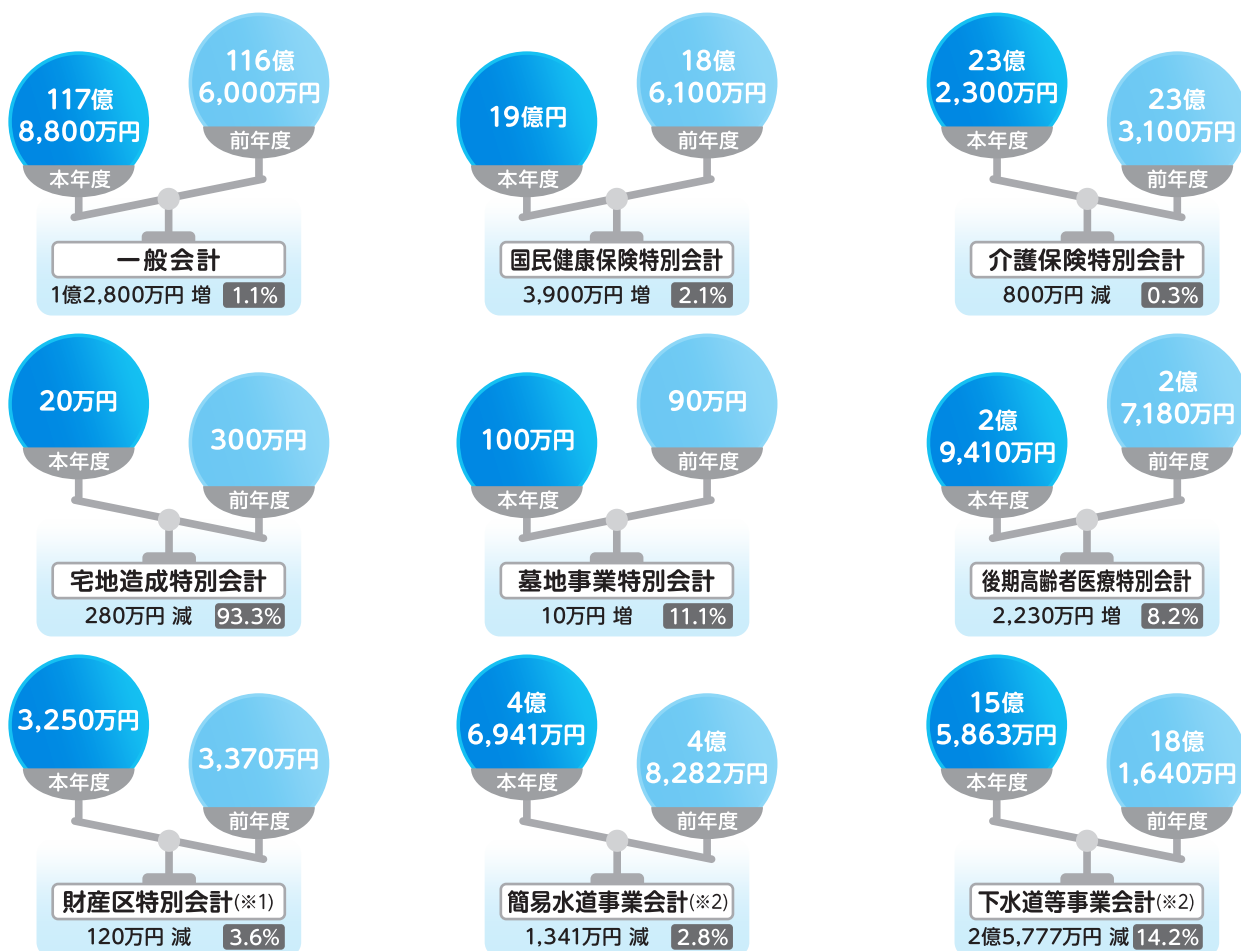 117億
8,800万円
本年度
116億
6,000万円
前年度
一般会計
1億2,800万円 増 1.1%
19億円
本年度
18億
6,100万円
前年度
国民健康保険特別会計
3,900万円 増 2.1%
23億
2,300万円
本年度
23億
3,100万円
前年度
介護保険特別会計
800万円 減 0.3%
20万円
本年度
300万円
前年度
宅地造成特別会計
280万円 減 93.3%
100万円
本年度
90万円
前年度
墓地事業特別会計
10万円 増 11.1%
2億
9,410万円
本年度
2億
7,180万円
前年度
後期高齢者医療特別会計
2,230万円 増 8.2%
3,250万円
本年度
3,370万円
前年度
財産区特別会計(※1)
120万円 減 3.6%
4億
6,941万円
本年度
4億
8,282万円
前年度
簡易水道事業会計(※2)
1,341万円 減 2.8%
15億
5,863万円
本年度
18億
1,640万円
前年度
下水道等事業会計(※2)
2億5,777万円 減 14.2%